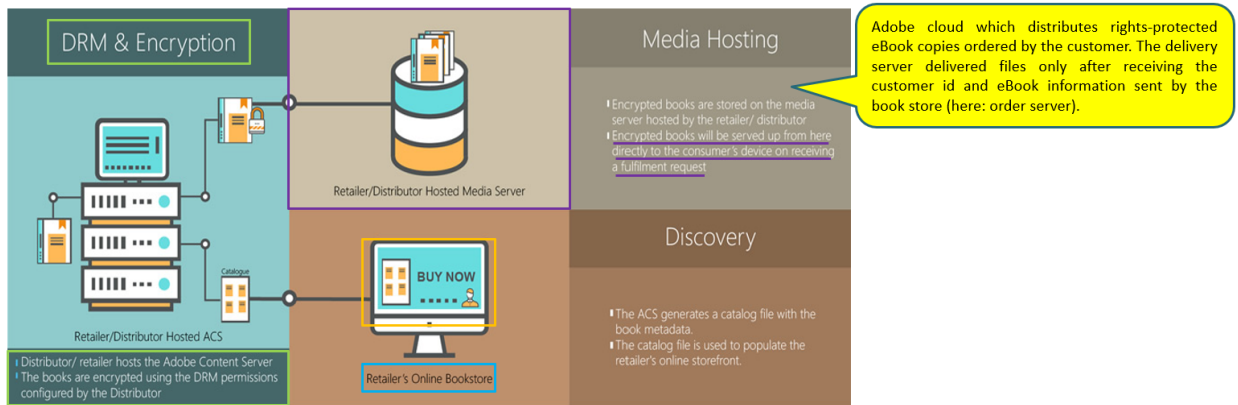 DRM & Encryption
Retailer/Distributor Hosted ACS
Distributor/ retailer hosts the Adobe Content Server
The books are encrypted using the DRM permissions
configured by the Distributor
Retailer/Distributor Hosted Media Server
Catalogue
BUY NOW
Retailer's Online Bookstore
Media Hosting
Encrypted books are stored on the media
server hosted by the retailer/ distributor
Encrypted books will be served up from here
directly to the consumer's device on receiving
a fulfilment request
Discovery
The ACS generates a catalog file with the
book metadata.
The catalog file is used to populate the
retailer's online storefront.
Adobe cloud which distributes rights-protected
eBook copies ordered by the customer. The delivery
server delivered files only after receiving the
customer id and eBook information sent by the
book store (here: order server).